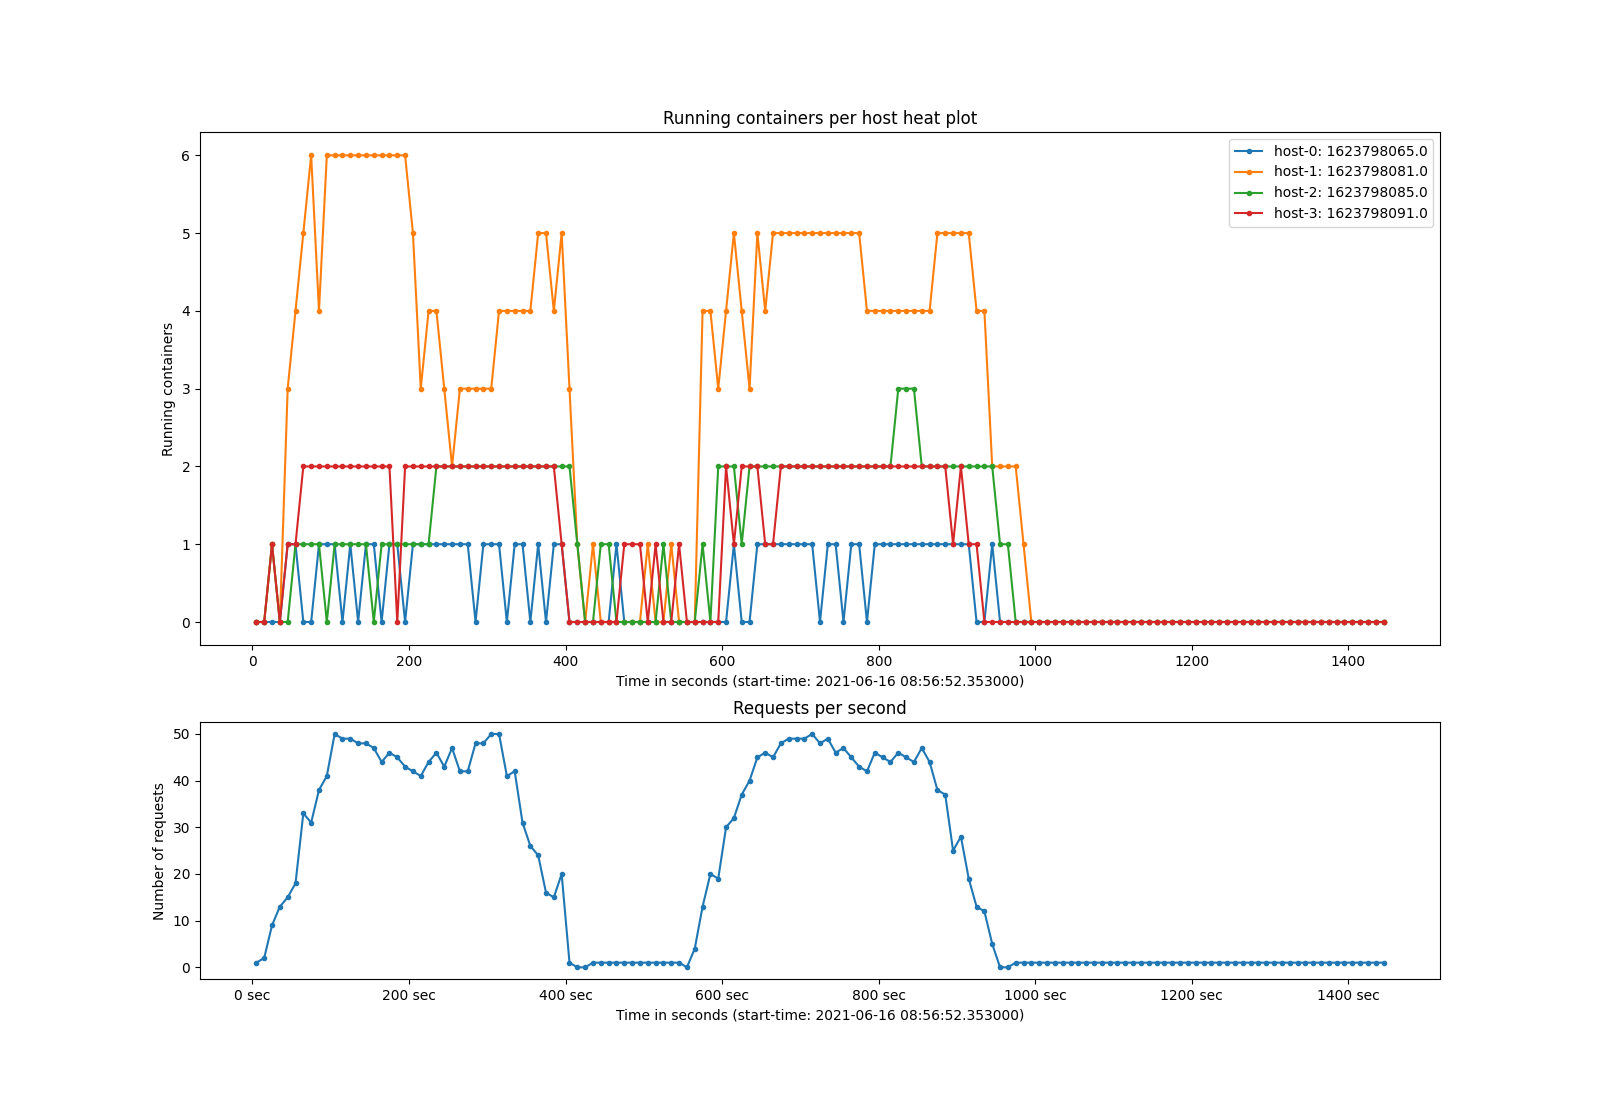 Running containers per host heat plot
host-0: 1623798065.0
host-1: 1623798081.0
host-2: 1623798085.0
host-3: 1623798091.0
Running containers
6
5
4
3
2
1
0
0 200 400 600 800 1000 1200 1400
Time in seconds (start-time: 2021-06-16 08:56:52.353000)
Requests per second
Number of requests
50
40
30
20
10
0
0 sec 200 sec 400 sec 600 sec 800 sec 1000 sec 1200 sec 1400 sec
Time in seconds (start-time: 2021-06-16 08:56:52.353000)